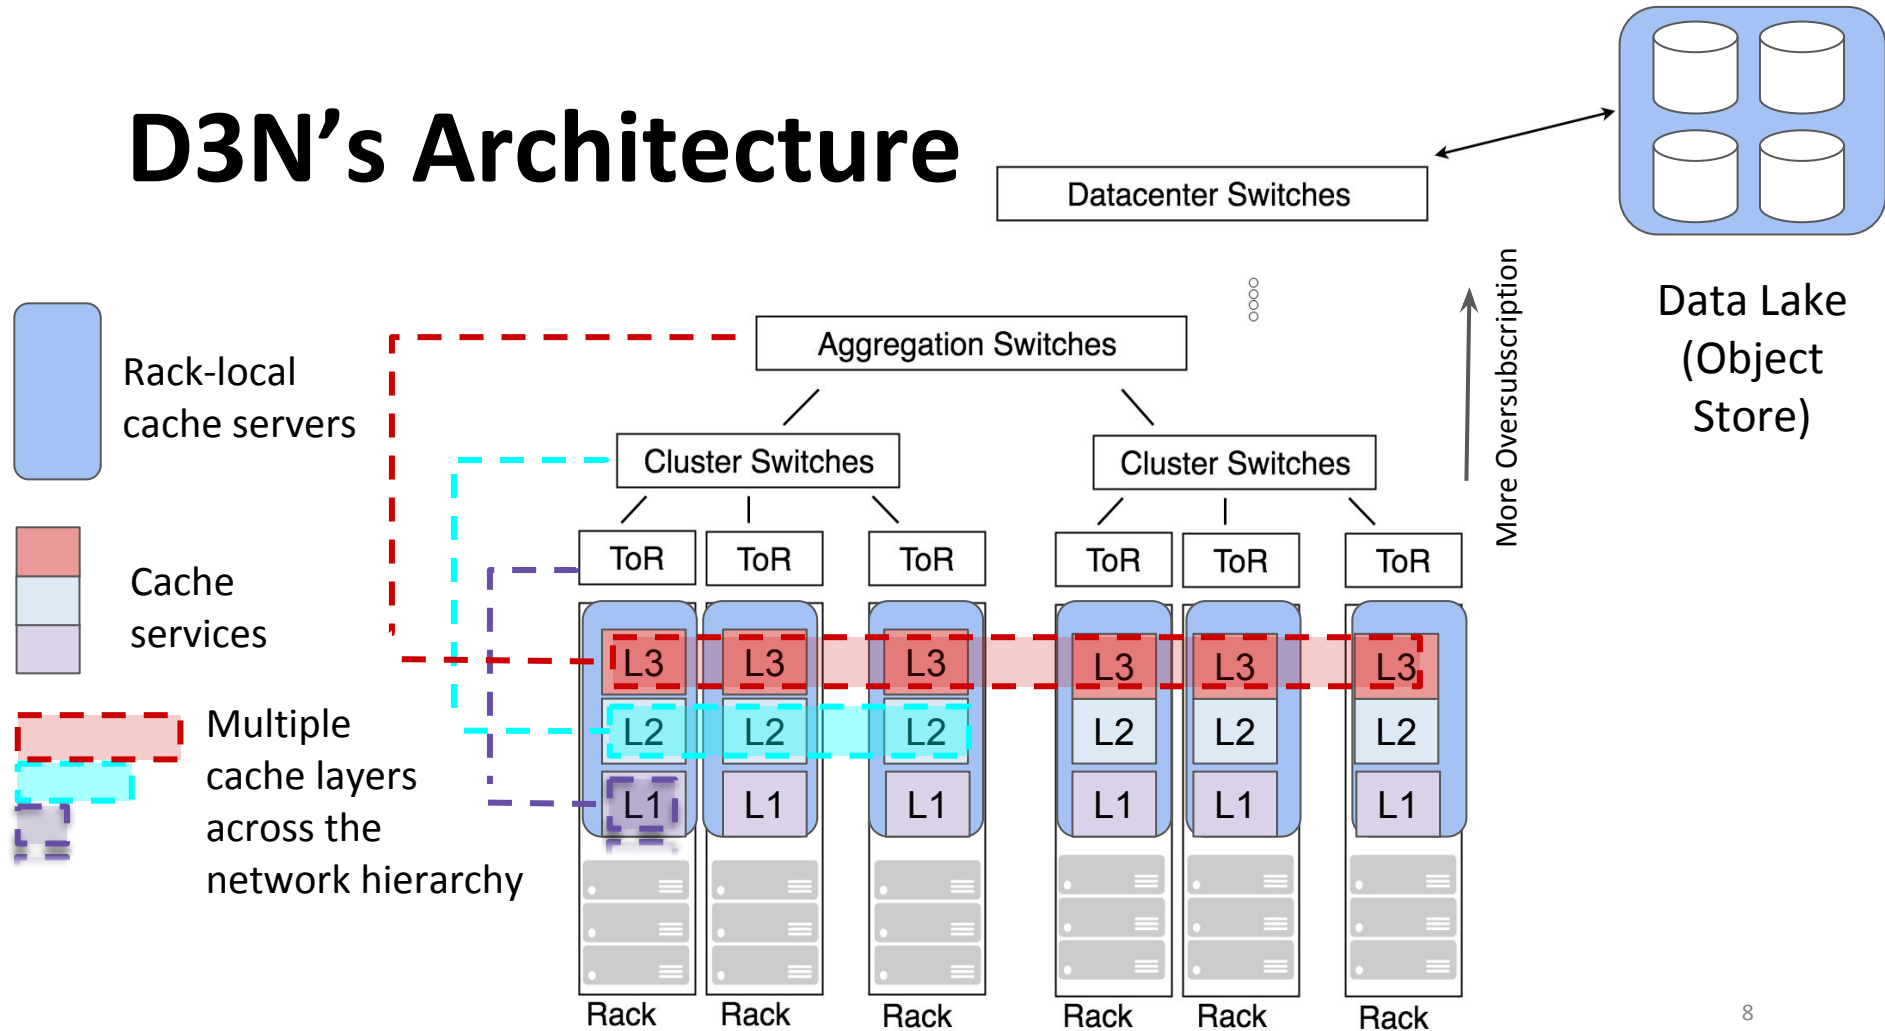 D3N’s Architecture
Datacenter Switches
Data Lake
(Object
Store)
More Oversubscription
Aggregation Switches
Cluster Switches
Cluster Switches
ToR
ToR
ToR
ToR
ToR
ToR
Rack-local
cache servers
Cache
services
Multiple
cache layers
across the
network hierarchy
L3
L3
L3
L3
L3
L3
L2
L2
L2
L2
L2
L2
L1
L1
L1
L1
L1
L1
Rack
Rack
Rack
Rack
Rack
Rack
8